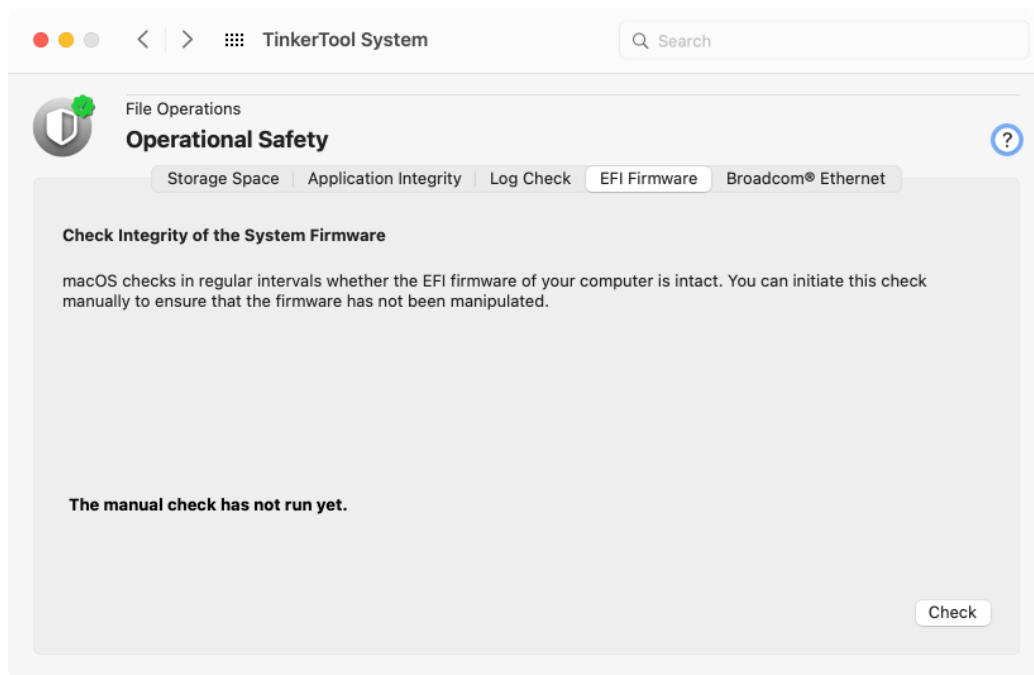 TinkerTool System
Search
File Operations
Operational Safety
?
Storage Space
Application Integrity
Log Check
EFI Firmware
Broadcom® Ethernet
Check Integrity of the System Firmware
macOS checks in regular intervals whether the EFI firmware of your computer is intact. You can initiate this check
manually to ensure that the firmware has not been manipulated.
The manual check has not run yet.
Check